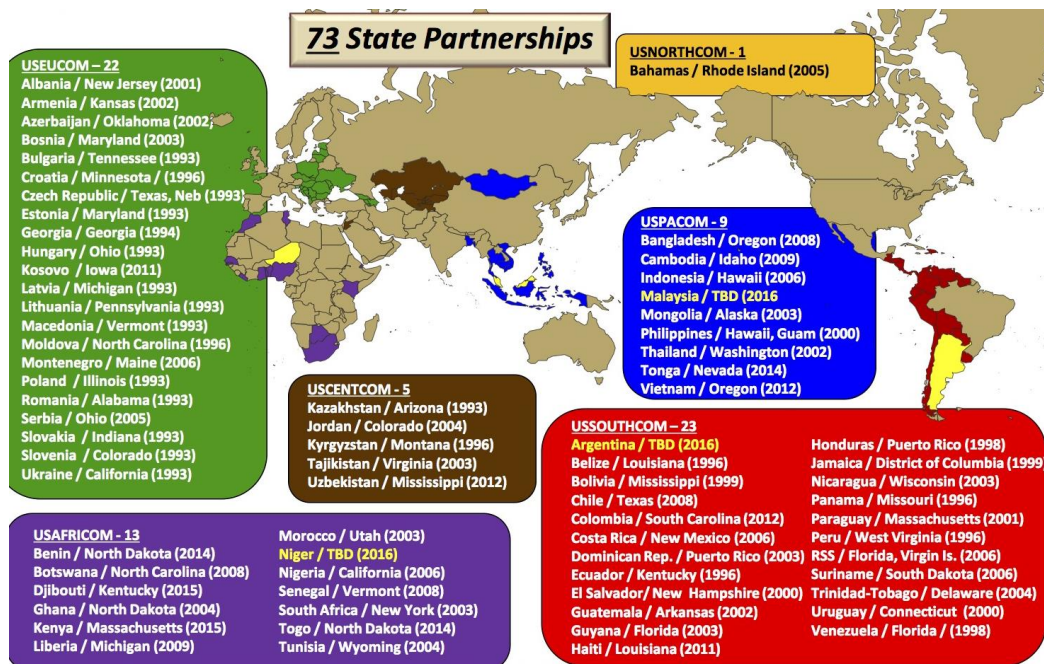 73 State Partnerships
USEUCOM – 22
Albania / New Jersey (2001)
Armenia / Kansas (2002)
Azerbaijan / Oklahoma (2002)
Bosnia / Maryland (2003)
Bulgaria / Tennessee (1993)
Croatia / Minnesota / (1996)
Czech Republic / Texas, Neb (1993)
Estonia / Maryland (1993)
Georgia / Georgia (1994)
Hungary / Ohio (1993)
Kosovo / Iowa (2011)
Latvia / Michigan (1993)
Lithuania / Pennsylvania (1993)
Macedonia / Vermont (1993)
Moldova / North Carolina (1996)
Montenegro / Maine (2006)
Poland / Illinois (1993)
Romania / Alabama (1993)
Serbia / Ohio (2005)
Slovakia / Indiana (1993)
Slovenia / Colorado (1993)
Ukraine / California (1993)
USNORTHCOM - 1
Bahamas / Rhode Island (2005)
USPACOM - 9
Bangladesh / Oregon (2008)
Cambodia / Idaho (2009)
Indonesia / Hawaii (2006)
Malaysia / TBD (2016
Mongolia / Alaska (2003)
Philippines / Hawaii, Guam (2000)
Thailand / Washington (2002)
Tonga / Nevada (2014)
Vietnam / Oregon (2012)
USCENTCOM - 5
Kazakhstan / Arizona (1993)
Jordan / Colorado (2004)
Kyrgyzstan / Montana (1996)
Tajikistan / Virginia (2003)
Uzbekistan / Mississippi (2012)
USAFRICOM - 13
Benin / North Dakota (2014)
Botswana / North Carolina (2008)
Djibouti / Kentucky (2015)
Ghana / North Dakota (2004)
Kenya / Massachusetts (2015)
Liberia / Michigan (2009)
Morocco / Utah (2003)
Niger / TBD (2016)
Nigeria / California (2006)
Senegal / Vermont (2008)
South Africa / New York (2003)
Togo / North Dakota (2014)
Tunisia / Wyoming (2004)
USSOUTHCOM – 23
Argentina / TBD (2016)
Belize / Louisiana (1996)
Bolivia / Mississippi (1999)
Chile / Texas (2008)
Colombia / South Carolina (2012)
Costa Rica / New Mexico (2006)
Dominican Rep. / Puerto Rico (2003)
Ecuador / Kentucky (1996)
El Salvador/ New Hampshire (2000)
Guatemala / Arkansas (2002)
Guyana / Florida (2003)
Haiti / Louisiana (2011)
Honduras / Puerto Rico (1998)
Jamaica / District of Columbia (1999)
Nicaragua / Wisconsin (2003)
Panama / Missouri (1996)
Paraguay / Massachusetts (2001)
Peru / West Virginia (1996)
RSS / Florida, Virgin Is. (2006)
Suriname / South Dakota (2006)
Trinidad-Tobago / Delaware (2004)
Uruguay / Connecticut (2000)
Venezuela / Florida / (1998)